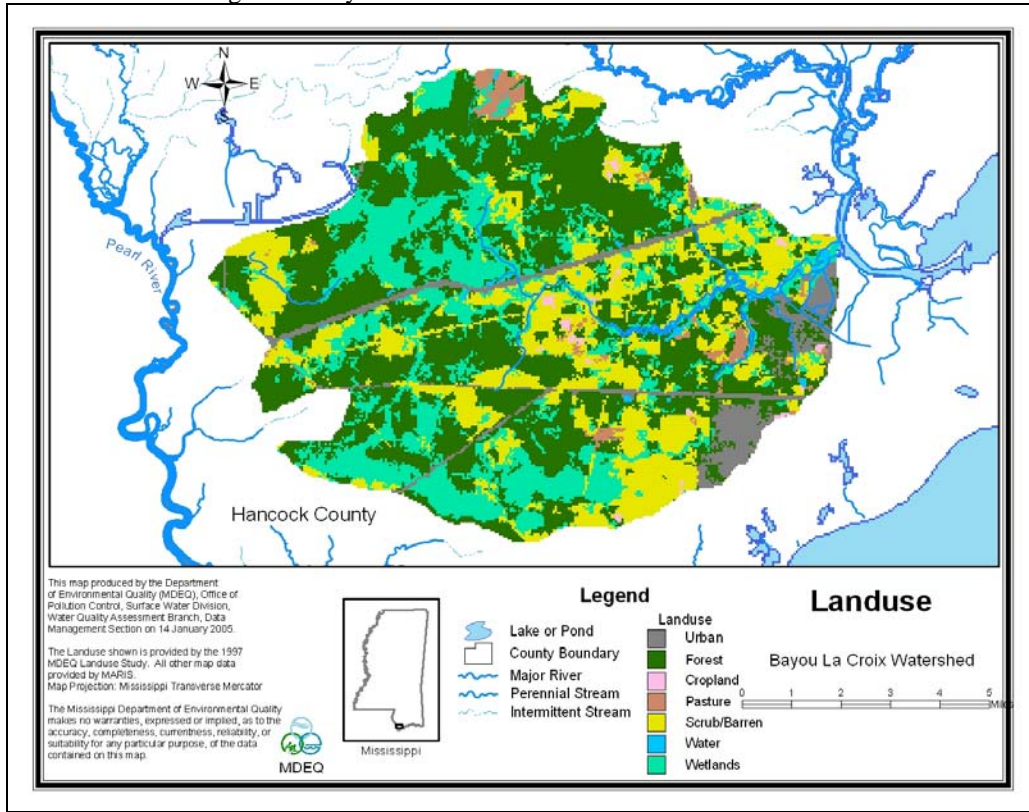 N
W E
S
Pearl River
Hancock County
This map produced by the Department
of Environmental Quality (MDEQ), Office of
Pollution Control, Surface Water Division,
Water Quality Assessment Branch, Data
Management Section on 14 January 2005.
The Landuse shown is provided by the 1997
MDEQ Landuse Study. All other map data
provided by MARIS.
Map Projection: Mississippi Transverse Mercator
The Mississippi Department of Environmental Quality
makes no warranties, expressed or implied, as to the
accuracy, completeness, currentness, reliability, or
suitability for any particular purpose, of the data
contained on this map.
MDEQ
Mississippi
Legend
Lake or Pond
County Boundary
Major River
Perennial Stream
Intermittent Stream
Landuse
Urban
Forest
Cropland
Pasture
Scrub/Barren
Water
Wetlands
Landuse
Bayou La Croix Watershed
0 1 2 3 4 5
Miles